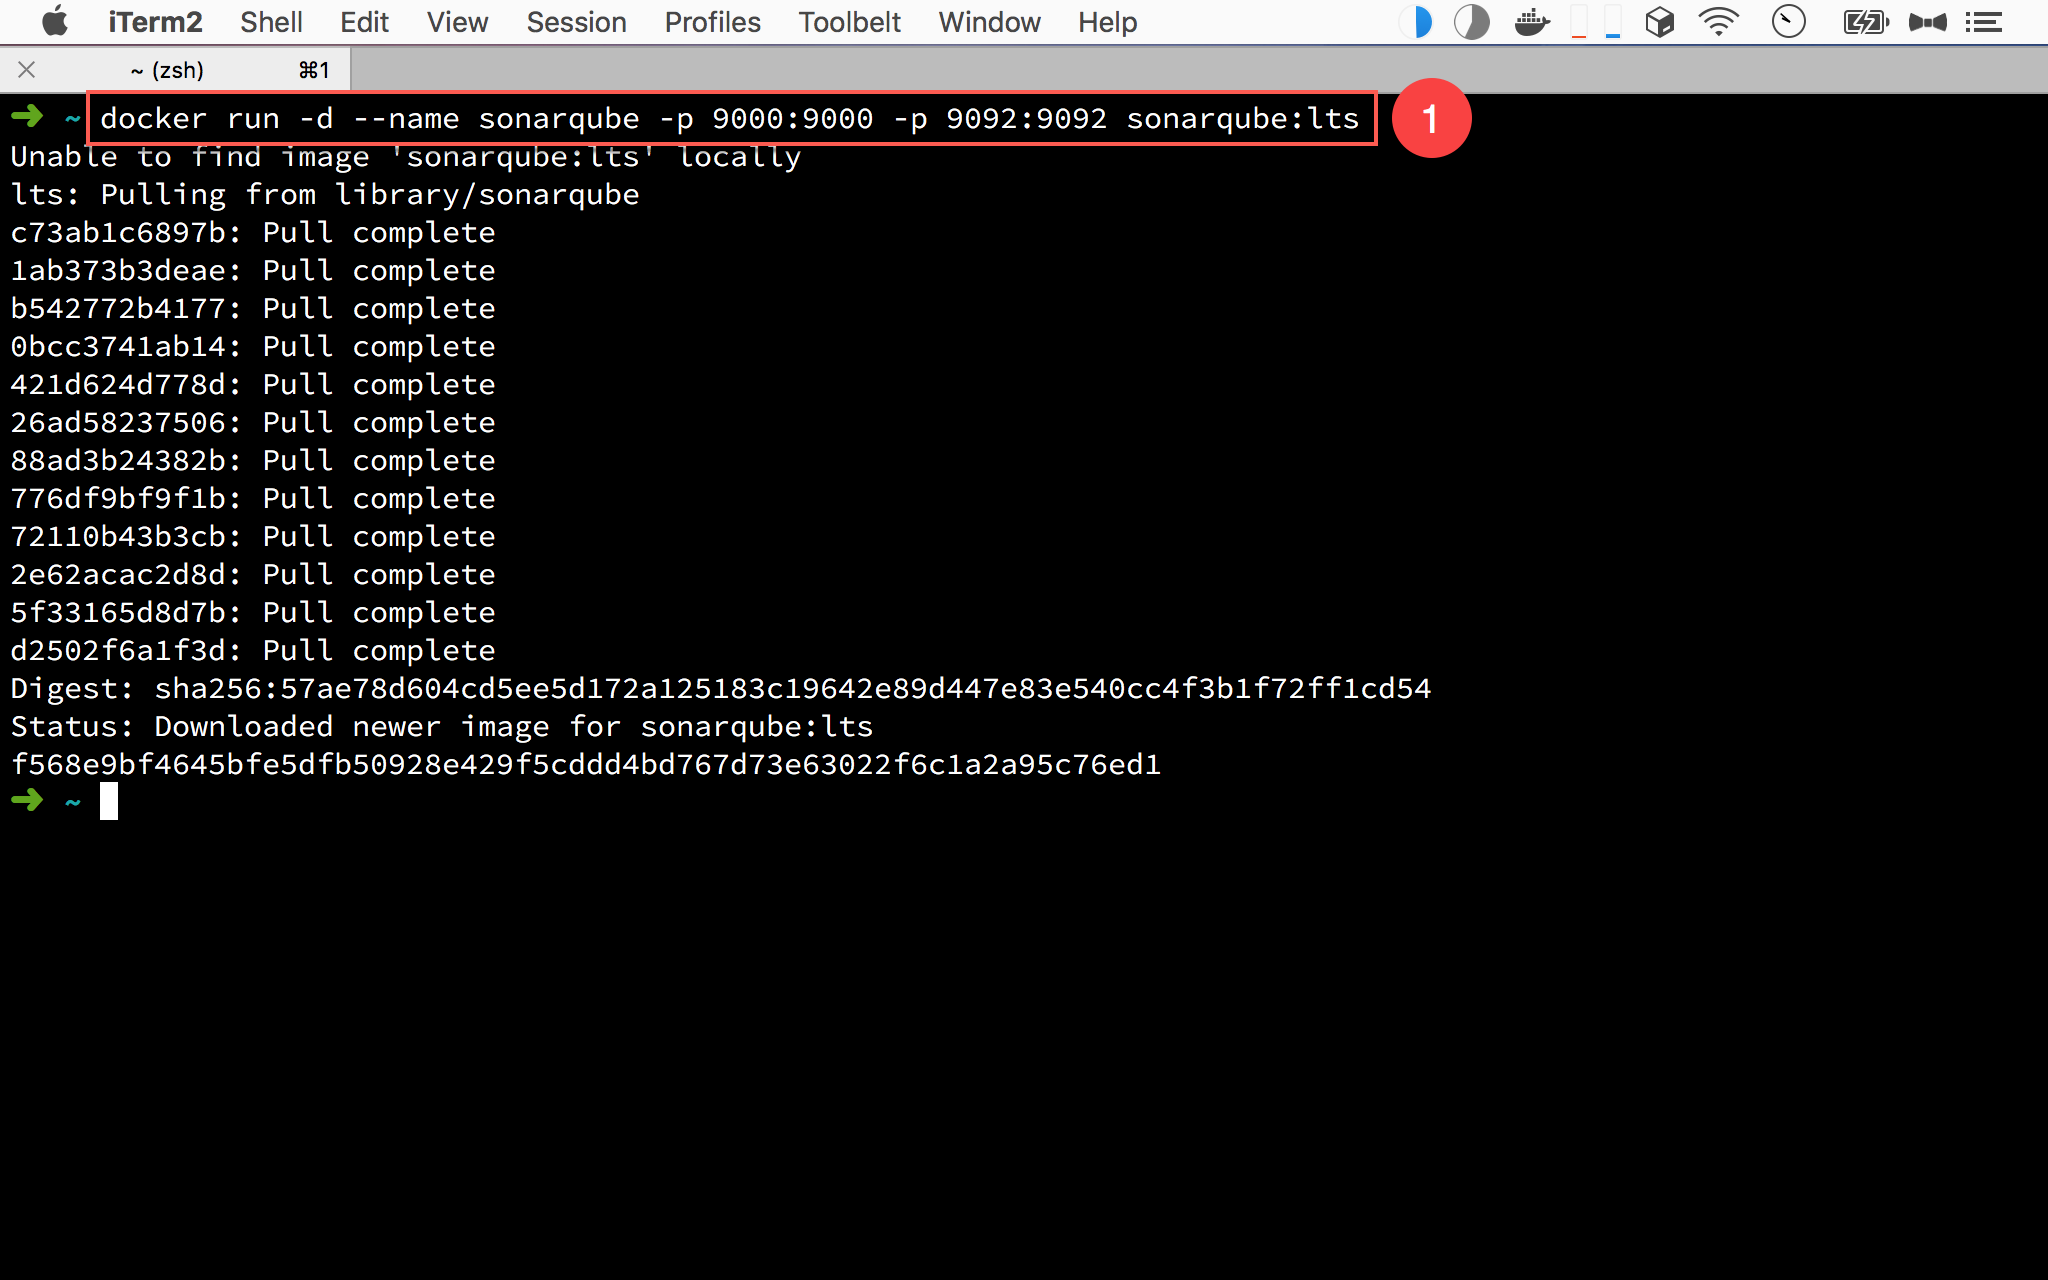 iTerm2 Shell Edit View Session Profiles Toolbelt Window Help
~ (zsh) ⌘1
➜ ~ docker run -d --name sonarqube -p 9000:9000 -p 9092:9092 sonarqube:lts 1
Unable to find image 'sonarqube:lts' locally
lts: Pulling from library/sonarqube
c73ab1c6897b: Pull complete
1ab373b3deae: Pull complete
b542772b4177: Pull complete
0bcc3741ab14: Pull complete
421d624d778d: Pull complete
26ad58237506: Pull complete
88ad3b24382b: Pull complete
776df9bf9f1b: Pull complete
72110b43b3cb: Pull complete
2e62acac2d8d: Pull complete
5f33165d8d7b: Pull complete
d2502f6a1f3d: Pull complete
Digest: sha256:57ae78d604cd5ee5d172a125183c19642e89d447e83e540cc4f3b1f72ff1cd54
Status: Downloaded newer image for sonarqube:lts
f568e9bf4645bfe5dfb50928e429f5cddd4bd767d73e63022f6c1a2a95c76ed1
➜ ~